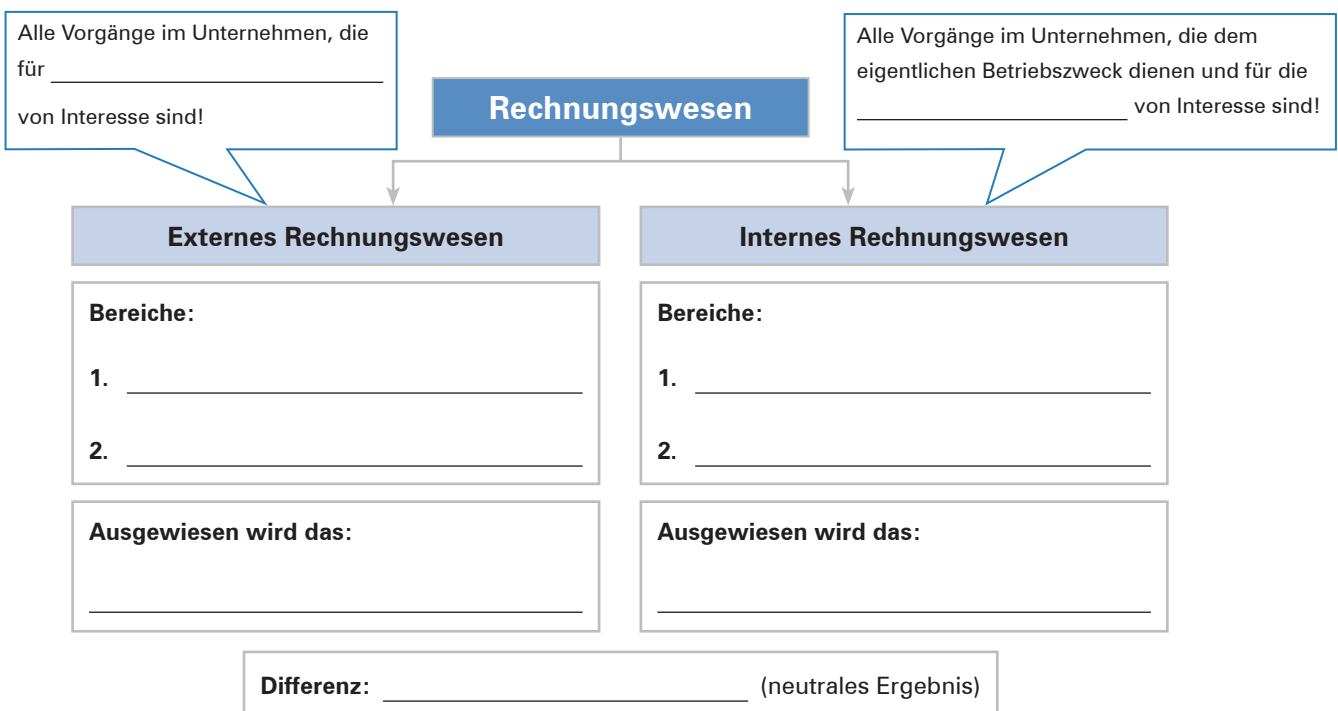 Alle Vorgänge im Unternehmen, die
für
von Interesse sind!
Alle Vorgänge im Unternehmen, die dem
eigentlichen Betriebszweck dienen und für die
von Interesse sind!
Rechnungswesen
Externes Rechnungswesen
Bereiche:
1.
2.
Ausgewiesen wird das:
Internes Rechnungswesen
Bereiche:
1.
2.
Ausgewiesen wird das:
Differenz: (neutrales Ergebnis)